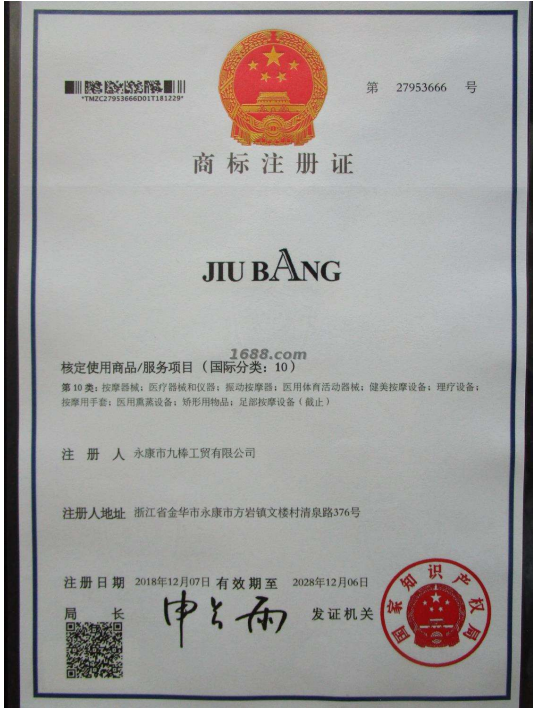 第 27953666 号
*TMZC27953666D01T181229*
商标注册证
JIU BANG
1688.com
核定使用商品/服务项目（国际分类：10）
第10类：按摩器械；医疗器械和仪器；振动按摩器；医用体育活动器械；健美按摩设备；理疗设备；
按摩用手套；医用熏蒸设备；矫形用物品；足部按摩设备（截止）
注 册 人 永康市九棒工贸有限公司
注册人地址 浙江省金华市永康市方岩镇文楼村清泉路376号
注册日期 2018年12月07日 有效期至 2028年12月06日
局 长 申长雨 发证机关
国家知识产权局